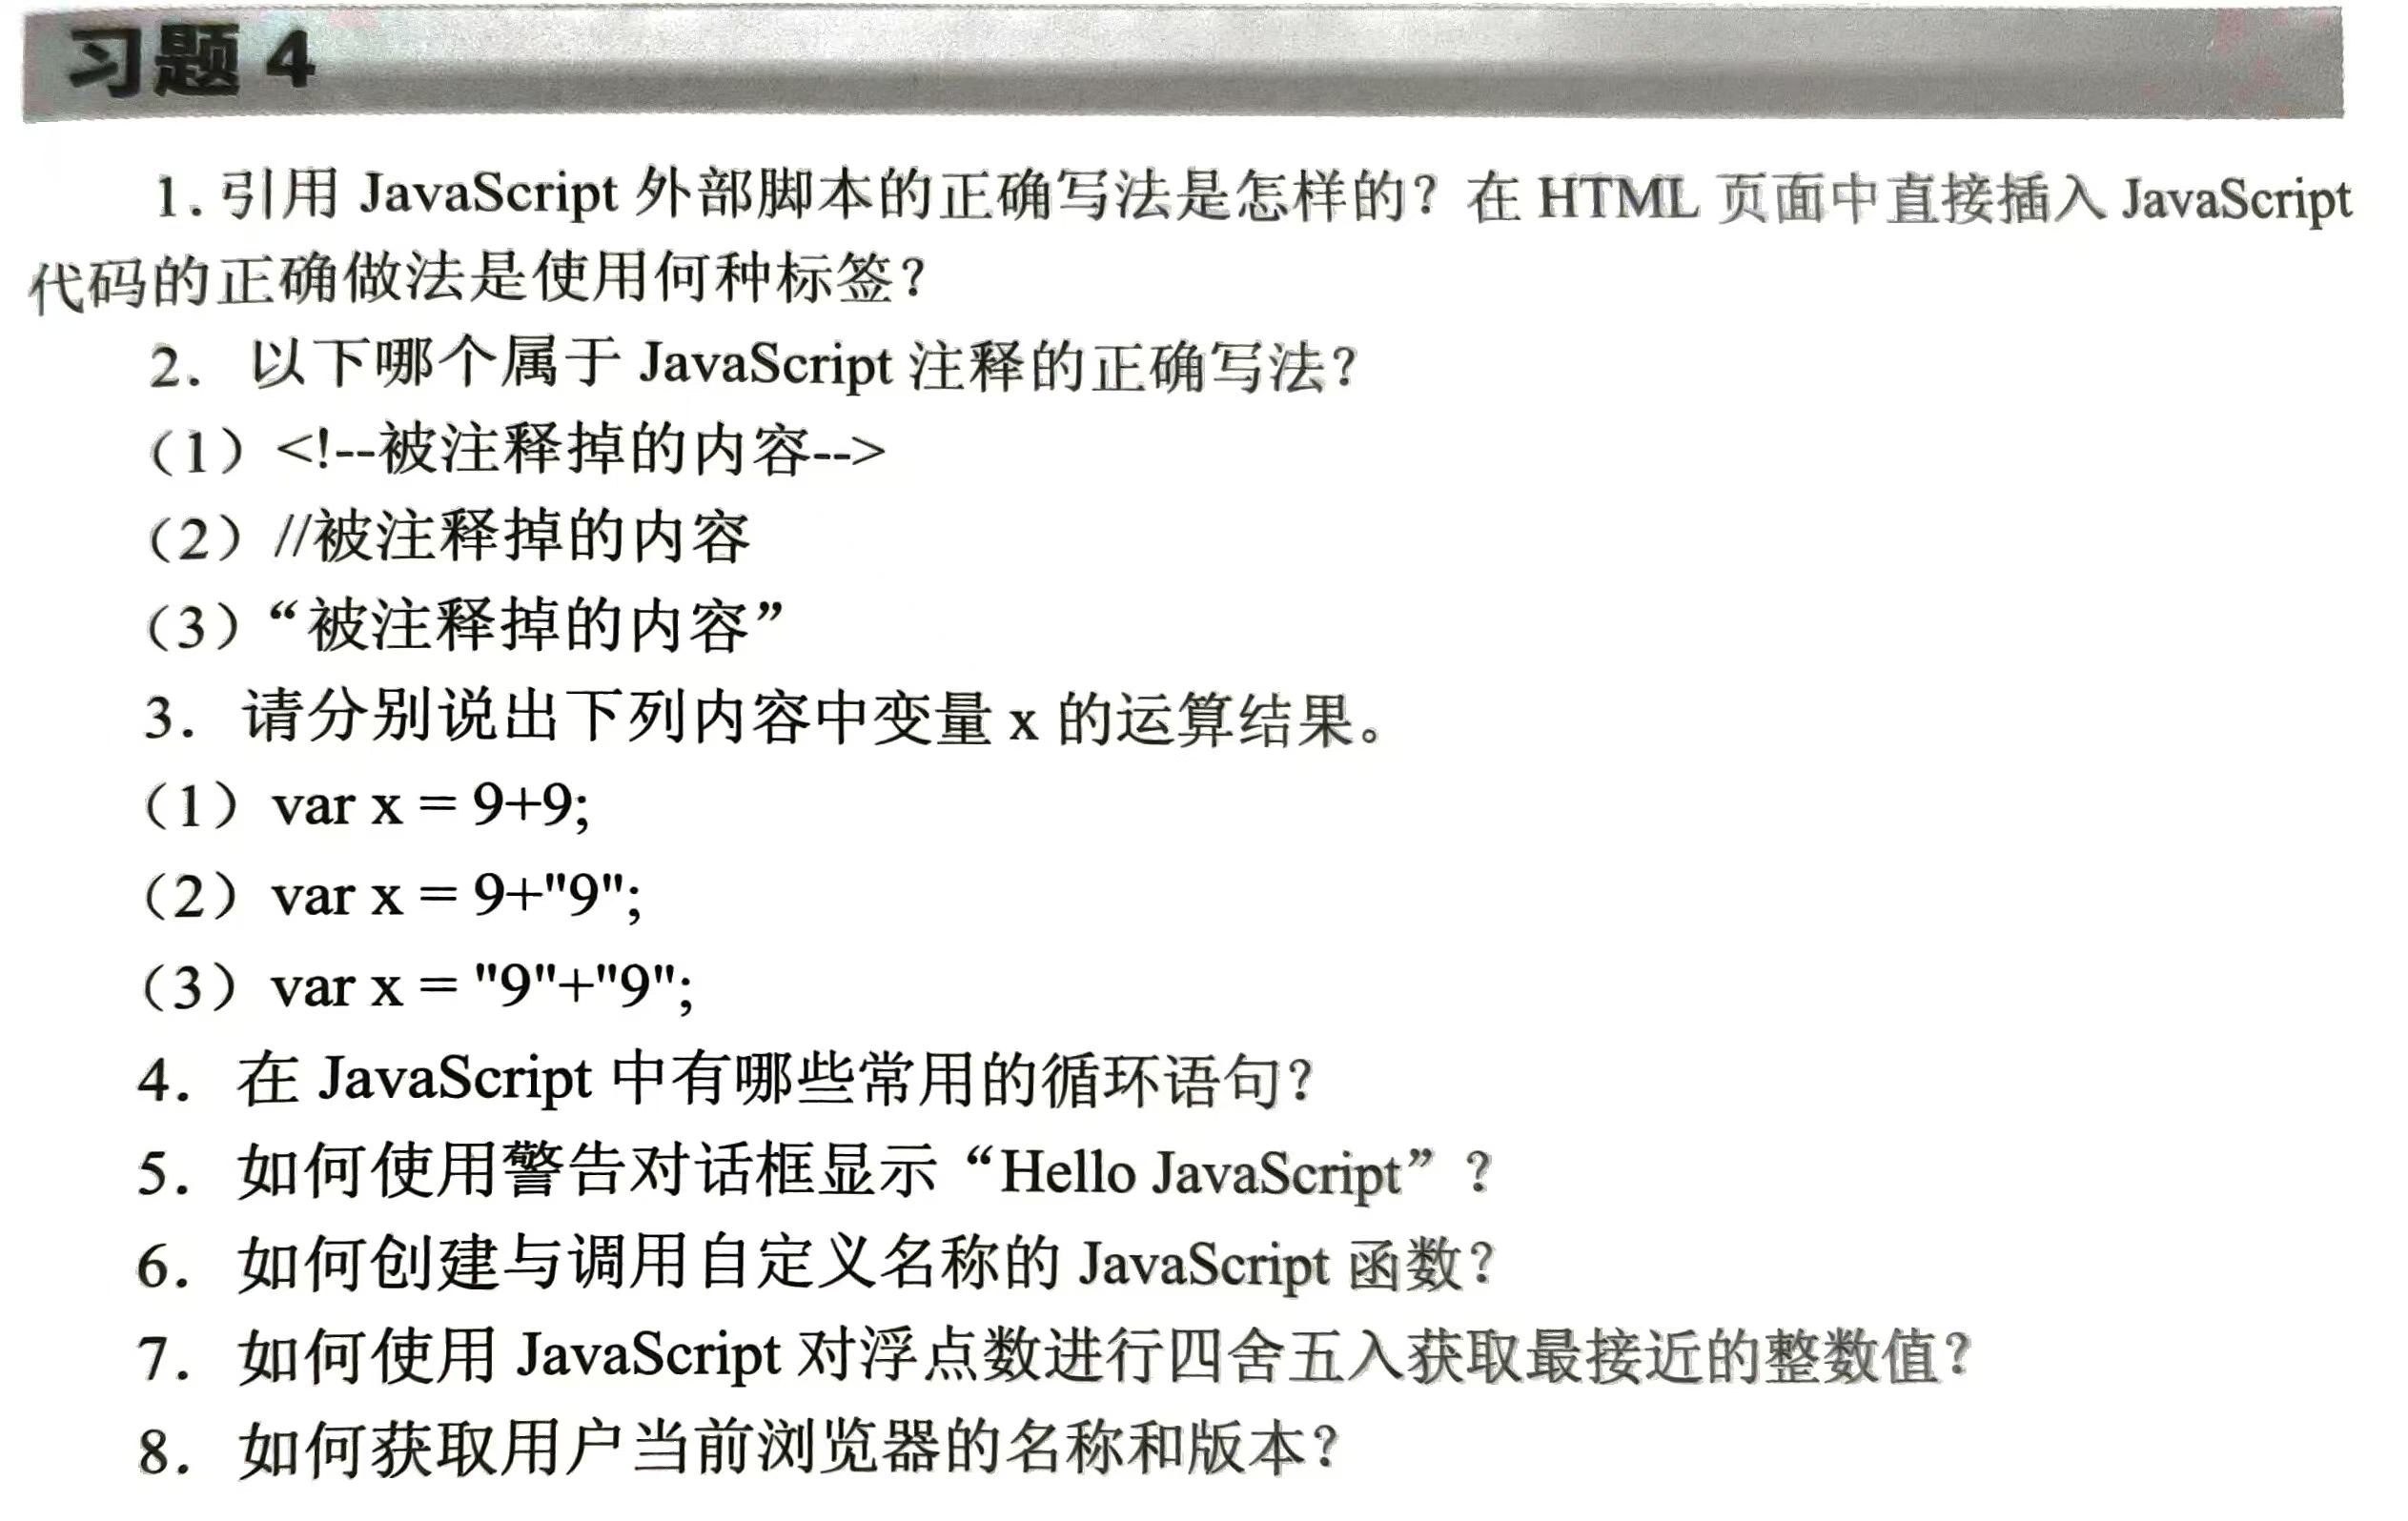 习题 4
1. 引用 JavaScript 外部脚本的正确写法是怎样的？在 HTML 页面中直接插入 JavaScript
代码的正确做法是使用何种标签？
2． 以下哪个属于 JavaScript 注释的正确写法？
（1）<!--被注释掉的内容-->
（2）//被注释掉的内容
（3）“被注释掉的内容”
3． 请分别说出下列内容中变量 x 的运算结果。
（1）var x = 9+9;
（2）var x = 9+"9";
（3）var x = "9"+"9";
4． 在 JavaScript 中有哪些常用的循环语句？
5． 如何使用警告对话框显示“Hello JavaScript”？
6． 如何创建与调用自定义名称的 JavaScript 函数？
7． 如何使用 JavaScript 对浮点数进行四舍五入获取最接近的整数值？
8． 如何获取用户当前浏览器的名称和版本？